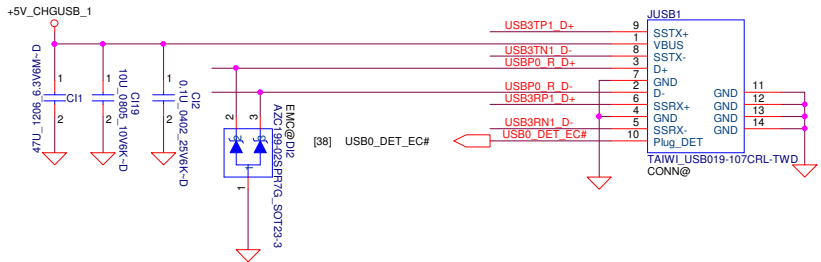 +5V_CHGUSB_1
1
2
CI1
47U_1206_6.3V6M~D
1
2
CI19
10U_0805_10V6K~D
1
2
CI2
0.1U_0402_25V6K~D
2
3
1
1
EMC@DI2
AZC199-02SPR7G_SOT23-3
[38] USB0_DET_EC#
JUSB1
USB3TP1_D+ 9 SSTX+
1 VBUS
USB3TN1_D- 8 SSTX-
USBP0_R_D+ 3 D+
7 GND
USBP0_R_D- 2 D-
USB3RP1_D+ 6 SSRX+
4 GND
USB3RN1_D- 5 SSRX-
USB0_DET_EC# 10 Plug_DET
GND 11
GND 12
GND 13
GND 14
TAIWI_USB019-107CRL-TWD
CONN@